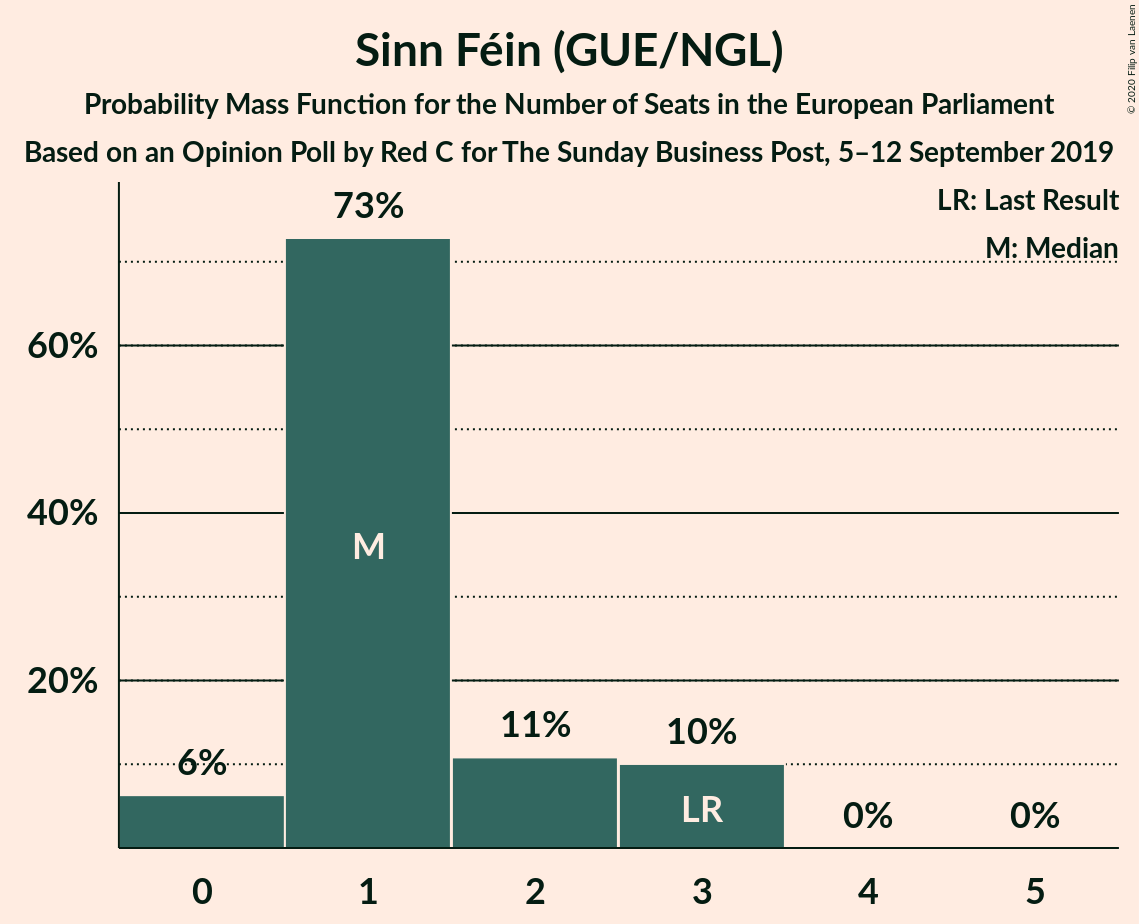 Sinn Féin (GUE/NGL)
Probability Mass Function for the Number of Seats in the European Parliament
Based on an Opinion Poll by Red C for The Sunday Business Post, 5–12 September 2019
© 2020 Filip van Laenen
LR: Last Result
M: Median
73%
60%
40%
M
20%
11%
10%
6%
LR
0%
0%
0 1 2 3 4 5